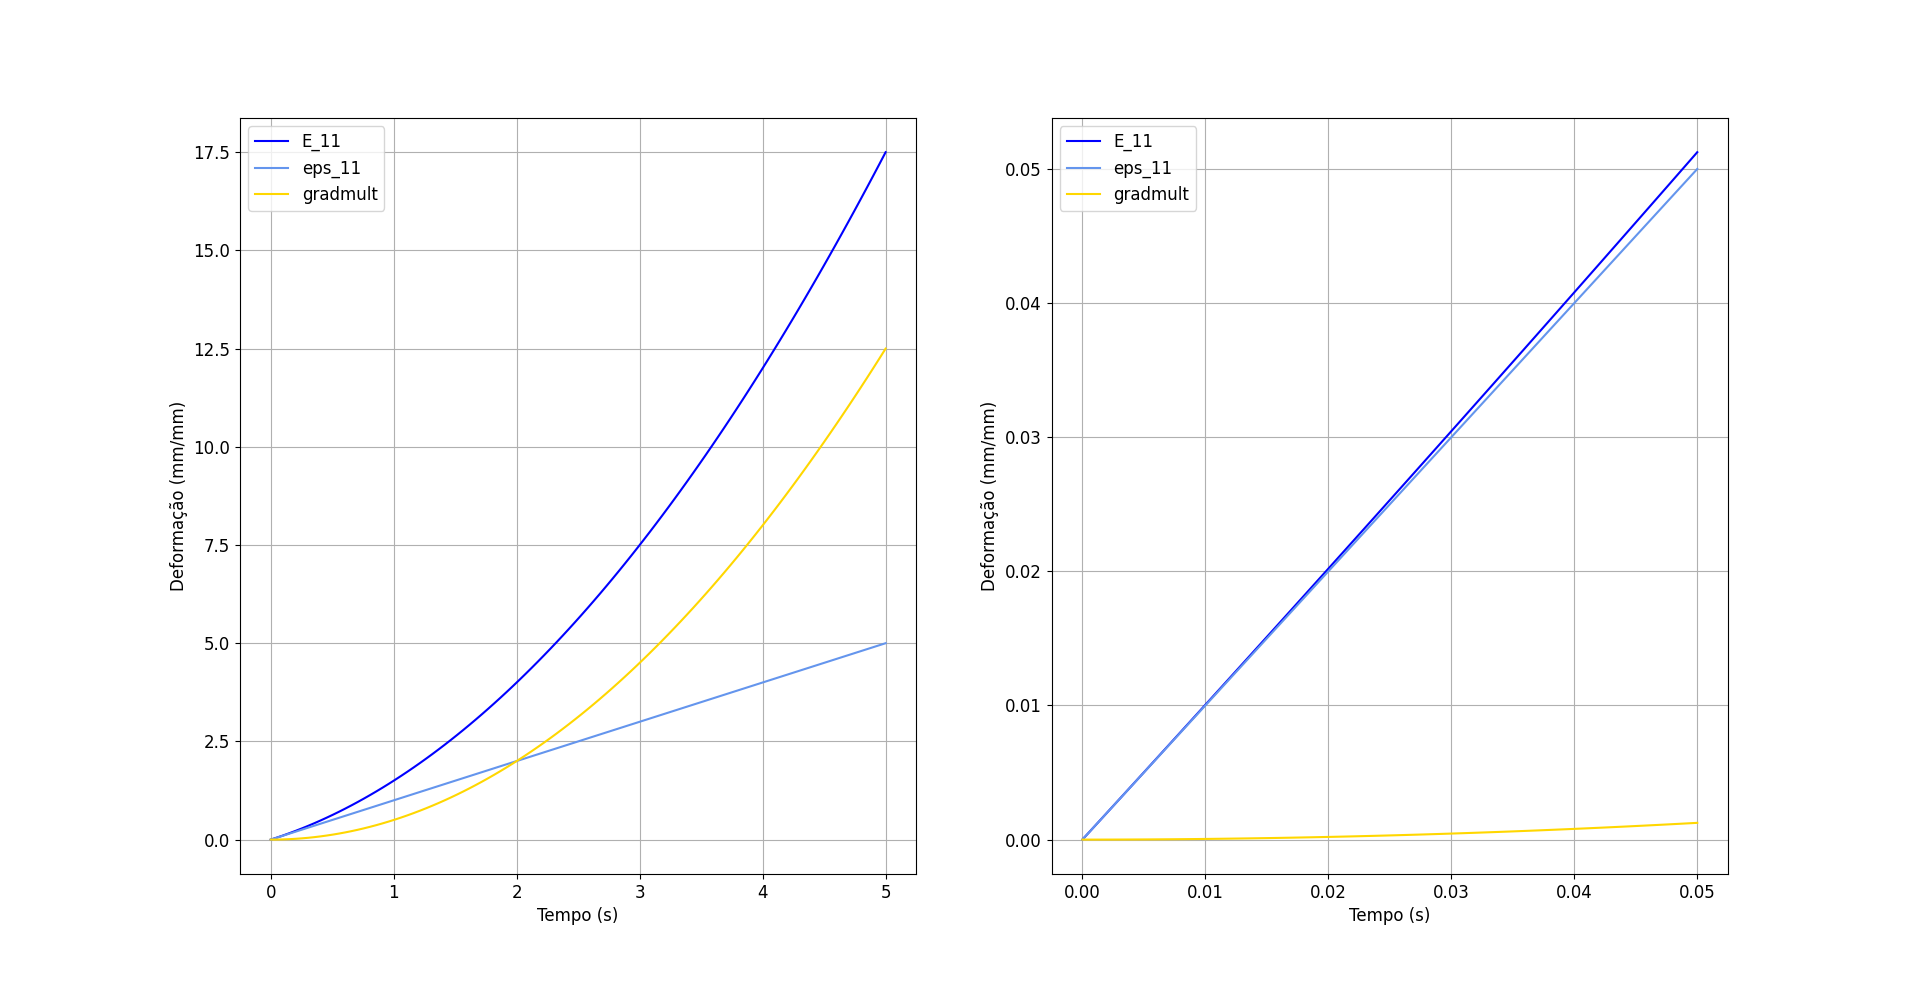 E_11
eps_11
gradmult
17.5
15.0
12.5
10.0
7.5
5.0
2.5
0.0
Deformação (mm/mm)
0 1 2 3 4 5
Tempo (s)
E_11
eps_11
gradmult
0.05
0.04
0.03
0.02
0.01
0.00
Deformação (mm/mm)
0.00 0.01 0.02 0.03 0.04 0.05
Tempo (s)